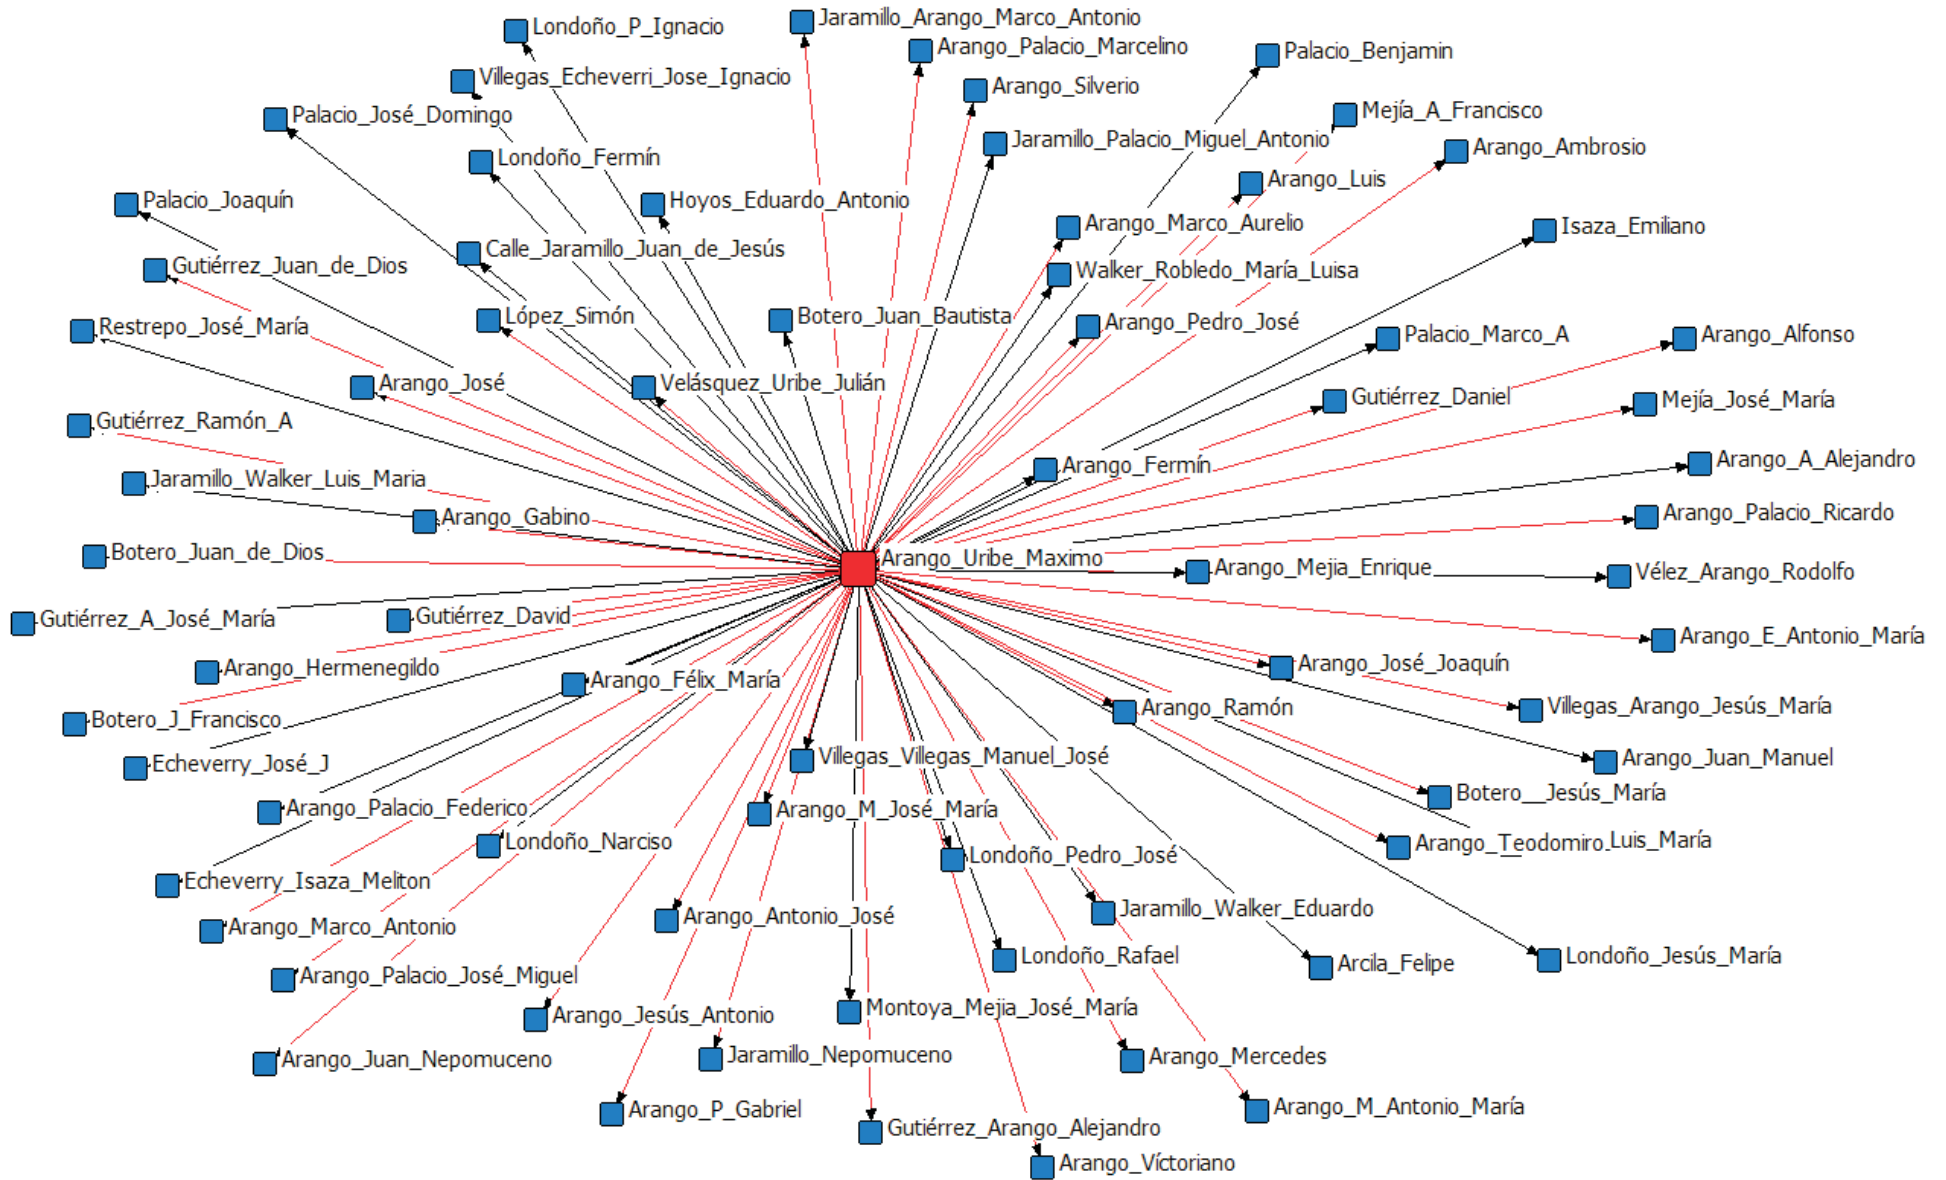 Jaramillo_Arango_Marco_Antonio
Londoño_P_Ignacio
Arango_Palacio_Marcelino
Palacio_Benjamin
Villegas_Echeverri_Jose_Ignacio
Arango_Silverio
Mejía_A_Francisco
Palacio_José_Domingo
Jaramillo_Palacio_Miguel_Antonio
Arango_Ambrosio
Londoño_Fermín
Arango_Luis
Palacio_Joaquín
Hoyos_Eduardo_Antonio
Arango_Marco_Aurelio
Isaza_Emiliano
Calle_Jaramillo_Juan_de_Jesús
Gutiérrez_Juan_de_Dios
Walker_Robledo_María_Luisa
López_Simón
Botero_Juan_Bautista
Arango_Pedro_José
Restrepo_José_María
Palacio_Marco_A
Arango_Alfonso
Arango_José
Velásquez_Uribe_Julián
Gutiérrez_Daniel
Mejía_José_María
Gutiérrez_Ramón_A
Arango_Fermín
Arango_A_Alejandro
Jaramillo_Walker_Luis_Maria
Arango_Gabino
Arango_Palacio_Ricardo
Botero_Juan_de_Dios
Arango_Uribe_Maximo
Arango_Mejia_Enrique
Vélez_Arango_Rodolfo
Gutiérrez_A_José_María
Gutiérrez_David
Arango_E_Antonio_María
Arango_Hermenegildo
Arango_Félix_María
Arango_José_Joaquín
Botero_J_Francisco
Arango_Ramón
Villegas_Arango_Jesús_María
Echeverry_José_J
Villegas_Villegas_Manuel_José
Arango_Juan_Manuel
Botero__Jesús_María
Arango_Palacio_Federico
Arango_M_José_María
Londoño_Narciso
Arango_Teodomiro
Luis_María
Londoño_Pedro_José
Echeverry_Isaza_Meliton
Arango_Marco_Antonio
Arango_Antonio_José
Jaramillo_Walker_Eduardo
Londoño_Rafael
Arcila_Felipe
Londoño_Jesús_María
Arango_Palacio_José_Miguel
Arango_Jesús_Antonio
Montoya_Mejia_José_María
Arango_Juan_Nepomuceno
Jaramillo_Nepomuceno
Arango_Mercedes
Arango_P_Gabriel
Arango_M_Antonio_María
Gutiérrez_Arango_Alejandro
Arango_Víctoriano